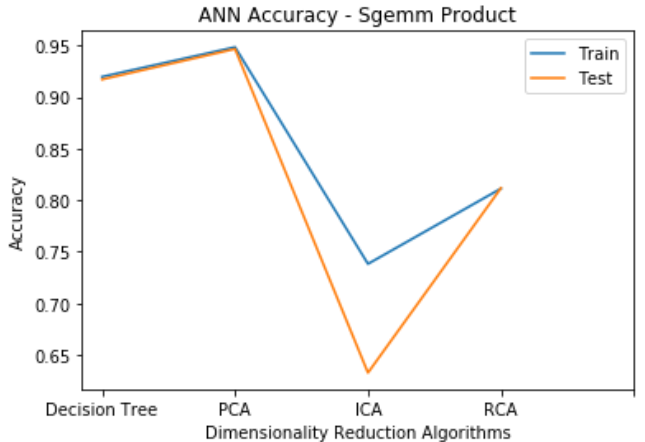 ANN Accuracy - Sgemm Product
0.95
0.90
0.85
0.80
0.75
0.70
0.65
Accuracy
Train
Test
Decision Tree PCA ICA RCA
Dimensionality Reduction Algorithms